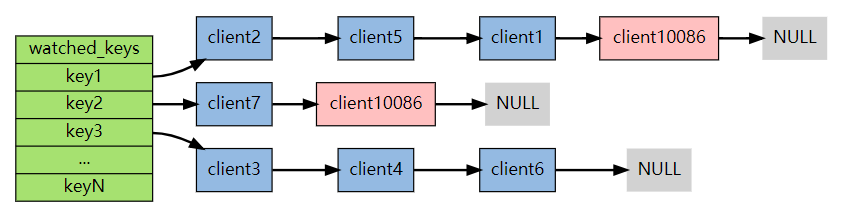 watched_keys
key1
key2
key3
...
keyN
client2 client5 client1 client10086 NULL
client7 client10086 NULL
client3 client4 client6 NULL